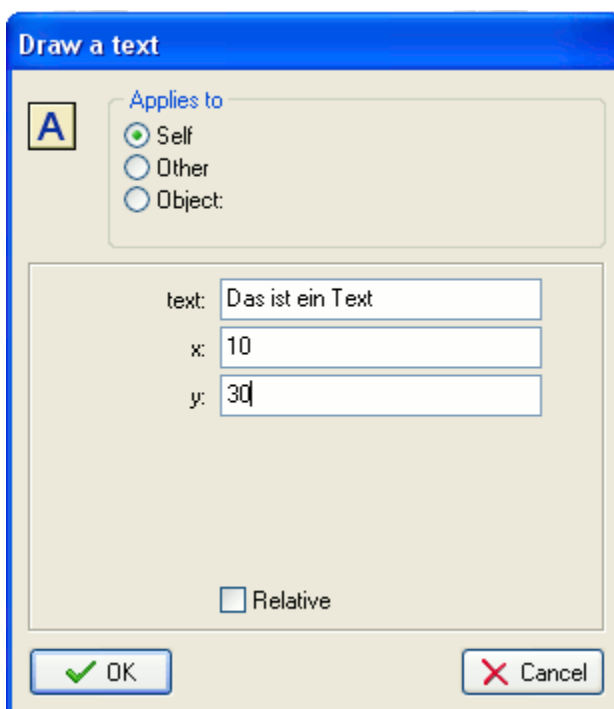 Draw a text
A
Applies to
Self
Other
Object:
text: Das ist ein Text
x: 10
y: 30
Relative
OK
Cancel